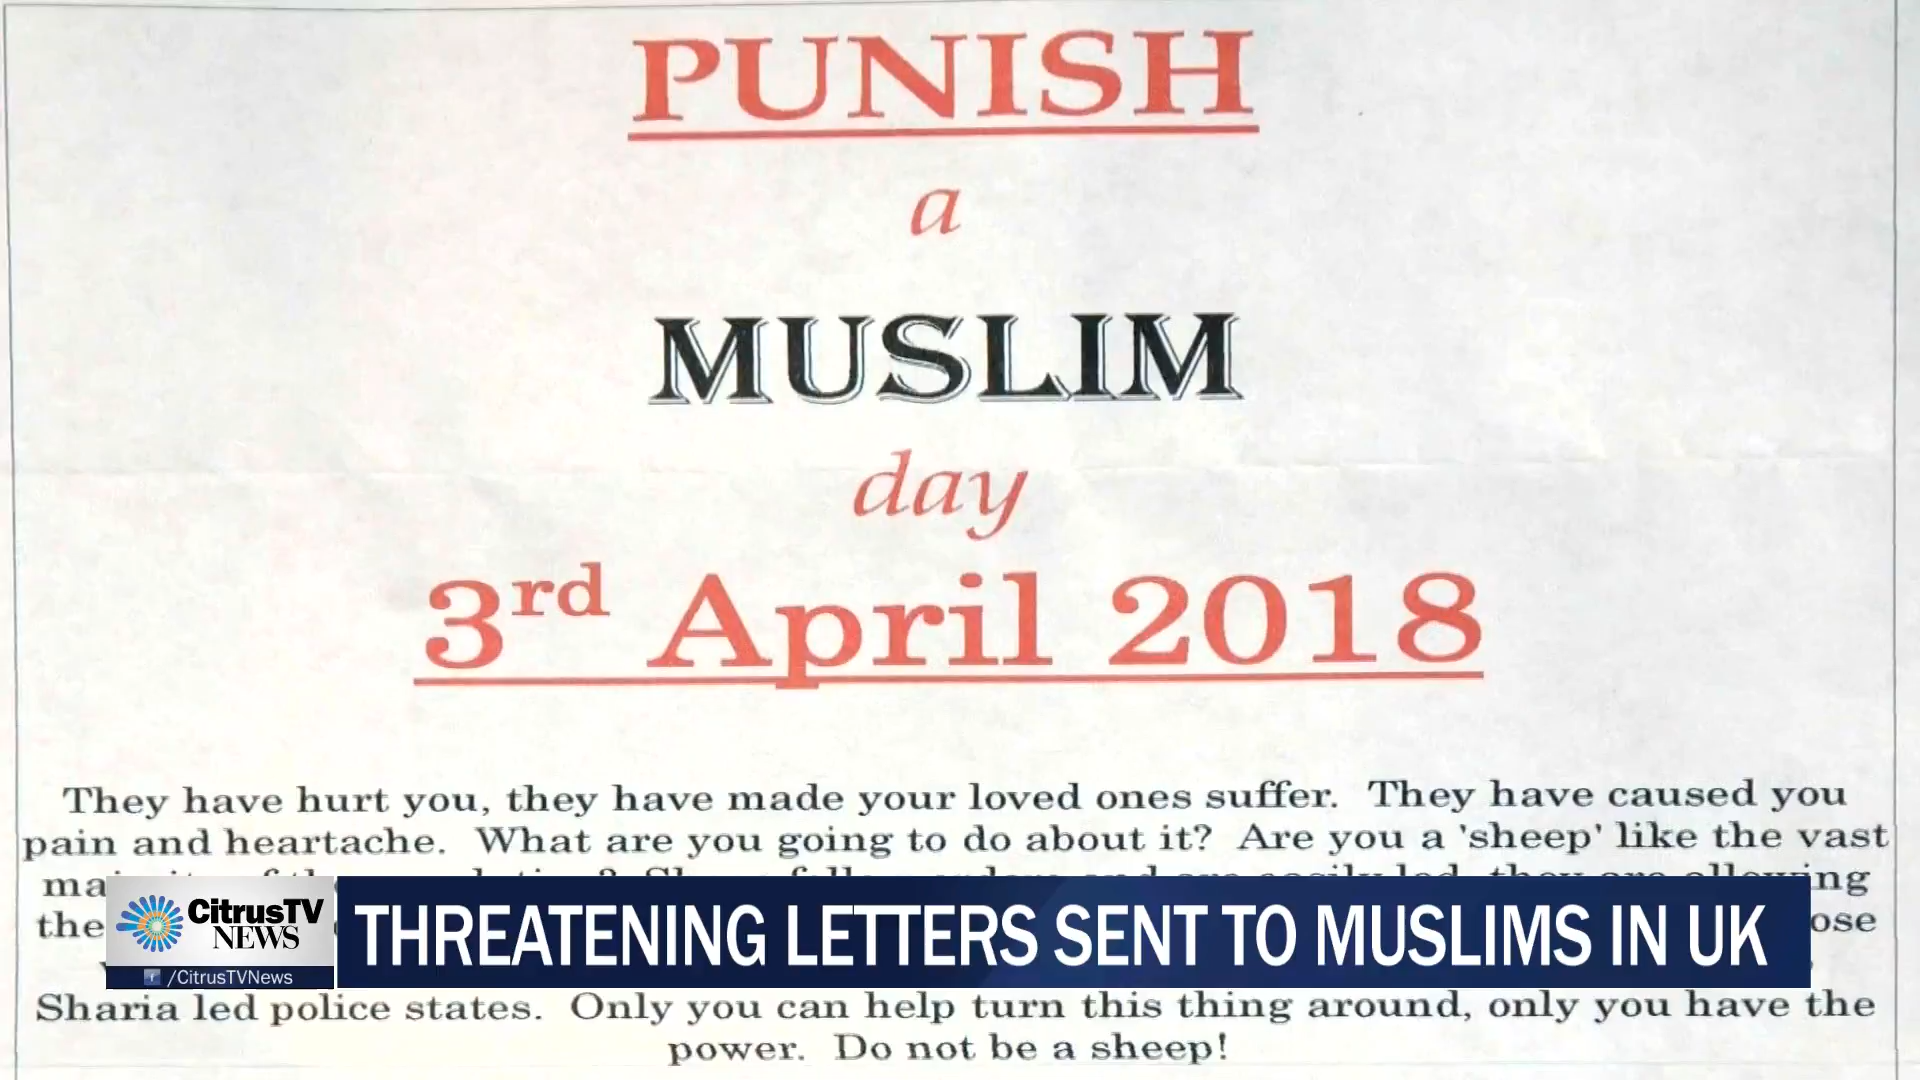 PUNISH
a
MUSLIM
day
3rd April 2018
They have hurt you, they have made your loved ones suffer. They have caused you
pain and heartache. What are you going to do about it? Are you a 'sheep' like the vast
CitrusTV
NEWS
/CitrusTVNews
THREATENING LETTERS SENT TO MUSLIMS IN UK
Sharia led police states. Only you can help turn this thing around, only you have the
power. Do not be a sheep!